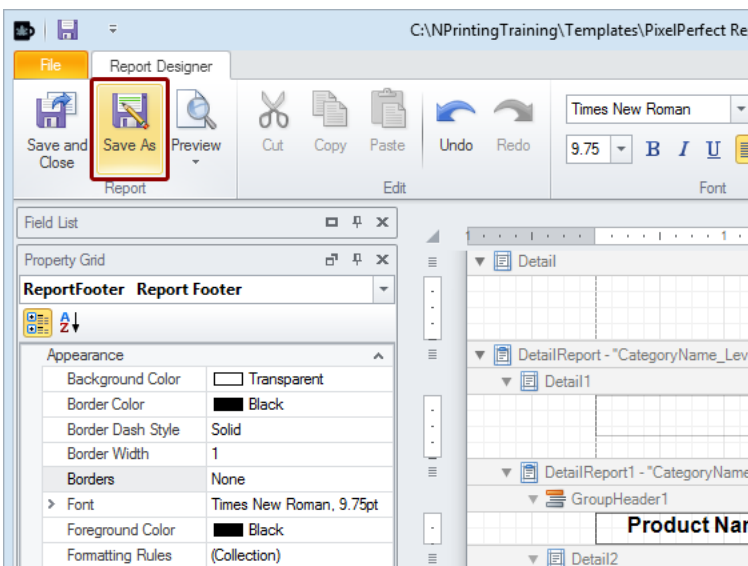 C:\NPrintingTraining\Templates\PixelPerfect Re
File Report Designer
Save and Close Save As Preview Cut Copy Paste Undo Redo
Times New Roman
9.75 B I U
Report Edit Font
Field List
Property Grid
ReportFooter Report Footer
A
Z
Appearance
Background Color Transparent
Border Color Black
Border Dash Style Solid
Border Width 1
Borders None
Font Times New Roman, 9.75pt
Foreground Color Black
Formatting Rules (Collection)
1 1
Detail
DetailReport - "CategoryName_Lev
Detail1
DetailReport1 - "CategoryName
GroupHeader1
Product Nar
Detail2